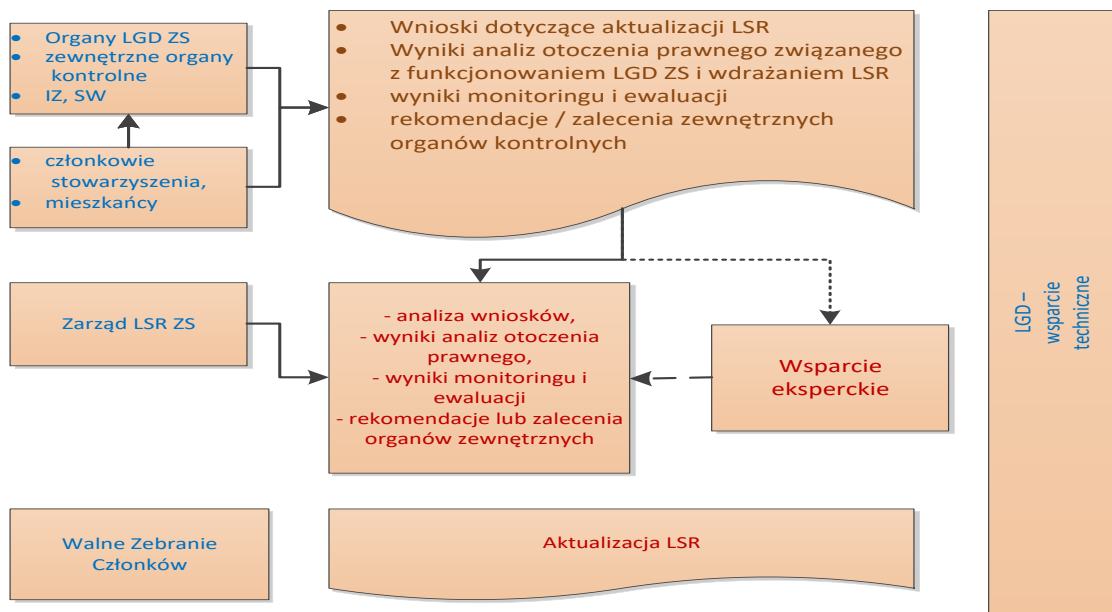 • Organy LGD ZS
• zewnętrzne organy
kontrolne
• IZ, SW
• członkowie
stowarzyszenia,
• mieszkańcy
• Wnioski dotyczące aktualizacji LSR
• Wyniki analiz otoczenia prawnego związanego
z funkcjonowaniem LGD ZS i wdrażaniem LSR
• wyniki monitoringu i ewaluacji
• rekomendacje / zalecenia zewnętrznych
organów kontrolnych
Zarząd LSR ZS
- analiza wniosków,
- wyniki analiz otoczenia
prawnego,
- wyniki monitoringu i
ewaluacji
- rekomendacje lub zalecenia
organów zewnętrznych
Wsparcie
eksperckie
Walne Zebranie
Członków
Aktualizacja LSR
LGD –
wsparcie
techniczne